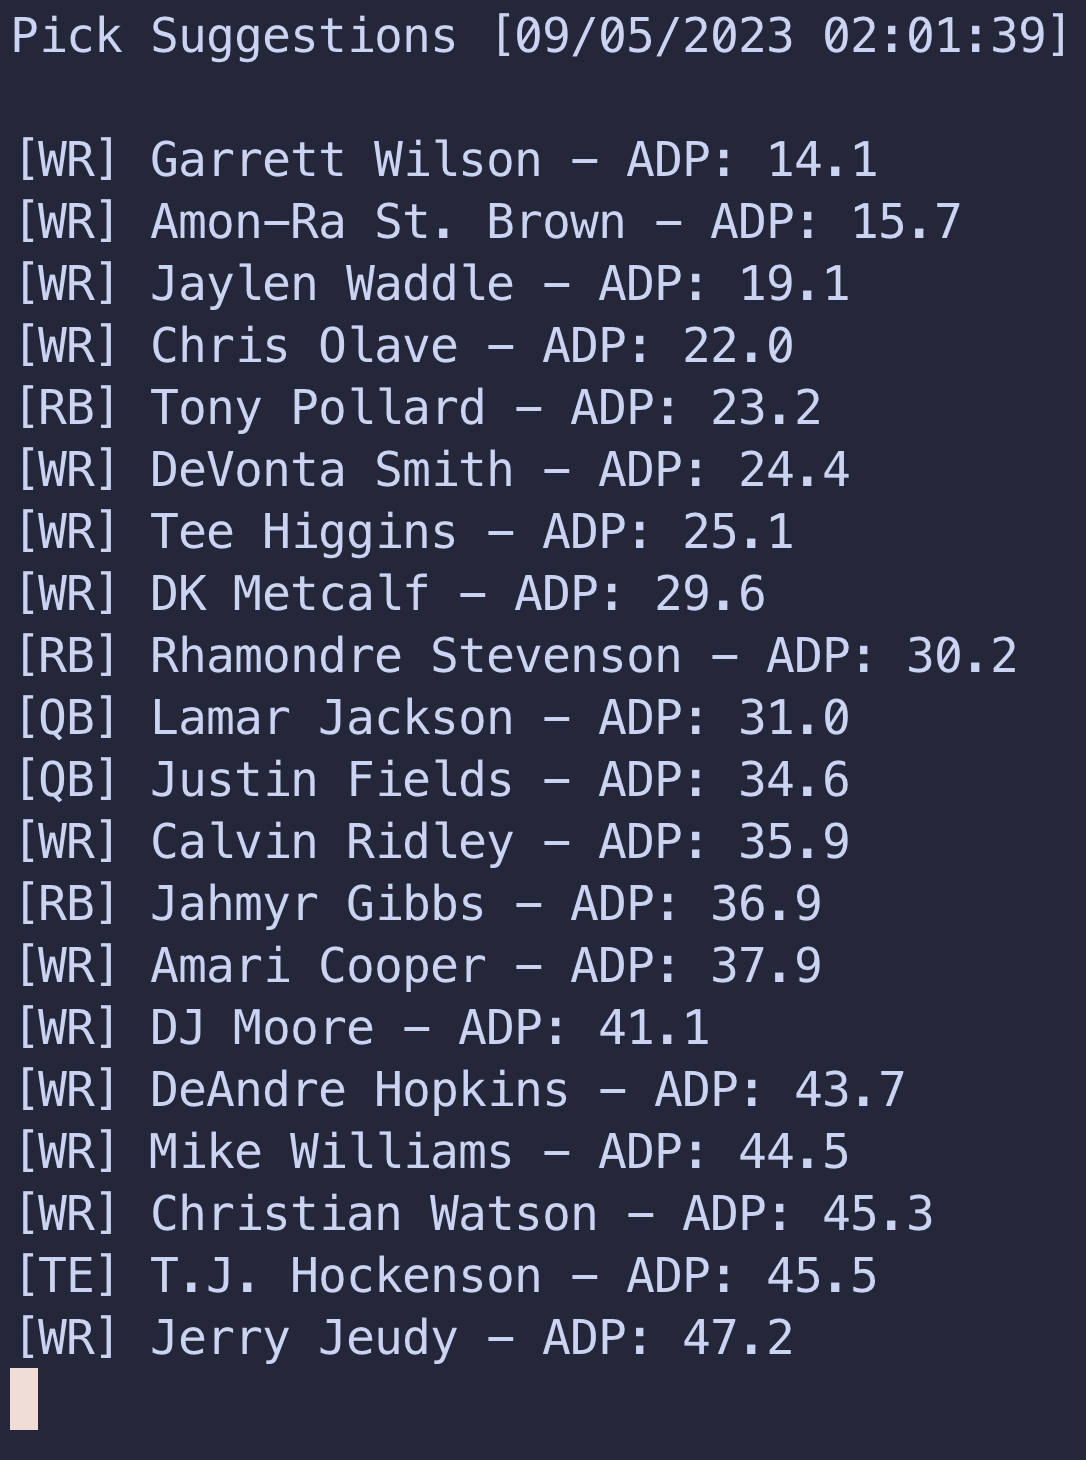 Pick Suggestions [09/05/2023 02:01:39]
[WR] Garrett Wilson – ADP: 14.1
[WR] Amon–Ra St. Brown – ADP: 15.7
[WR] Jaylen Waddle – ADP: 19.1
[WR] Chris Olave – ADP: 22.0
[RB] Tony Pollard – ADP: 23.2
[WR] DeVonta Smith – ADP: 24.4
[WR] Tee Higgins – ADP: 25.1
[WR] DK Metcalf – ADP: 29.6
[RB] Rhamondre Stevenson – ADP: 30.2
[QB] Lamar Jackson – ADP: 31.0
[QB] Justin Fields – ADP: 34.6
[WR] Calvin Ridley – ADP: 35.9
[RB] Jahmyr Gibbs – ADP: 36.9
[WR] Amari Cooper – ADP: 37.9
[WR] DJ Moore – ADP: 41.1
[WR] DeAndre Hopkins – ADP: 43.7
[WR] Mike Williams – ADP: 44.5
[WR] Christian Watson – ADP: 45.3
[TE] T.J. Hockenson – ADP: 45.5
[WR] Jerry Jeudy – ADP: 47.2